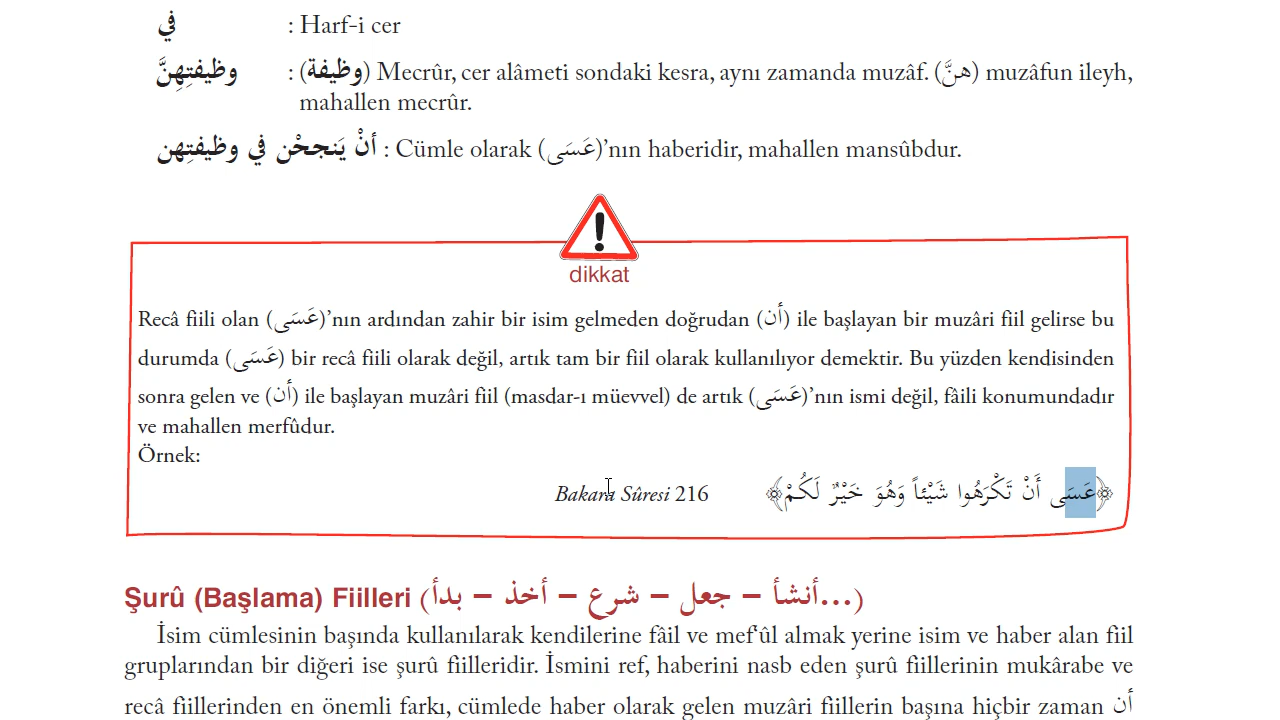 في : Harf-i cer
وظيفتِهِنَّ : (وظيفة) Mecrûr, cer alâmeti sondaki kesra, aynı zamanda muzâf. (هنَّ) muzâfun ileyh,
mahallen mecrûr.
أنْ يَنجحْن في وظيفتِهن : Cümle olarak (عَسَى)’nın haberidir, mahallen mansûbdur.
dikkat
Recâ fiili olan (عَسَى)’nın ardından zahir bir isim gelmeden doğrudan (أن) ile başlayan bir muzâri fiil gelirse bu
durumda (عَسَى) bir recâ fiili olarak değil, artık tam bir fiil olarak kullanılıyor demektir. Bu yüzden kendisinden
sonra gelen ve (أن) ile başlayan muzâri fiil (masdar-ı müevvel) de artık (عَسَى)’nın ismi değil, fâili konumundadır
ve mahallen merfûdur.
Örnek:
﴿عَسَى أَنْ تَكْرَهُوا شَيْئاً وَهُوَ خَيْرٌ لَكُمْ﴾ Bakara Sûresi 216
Şurû (Başlama) Fiilleri (أنشأ – جعل – شرع – أخذ – بدأ...)
İsim cümlesinin başında kullanılarak kendilerine fâil ve mef‘ûl almak yerine isim ve haber alan fiil
gruplarından bir diğeri ise şurû fiilleridir. İsmini ref, haberini nasb eden şurû fiillerinin mukârabe ve
recâ fiillerinden en önemli farkı, cümlede haber olarak gelen muzâri fiillerin başına hiçbir zaman أن